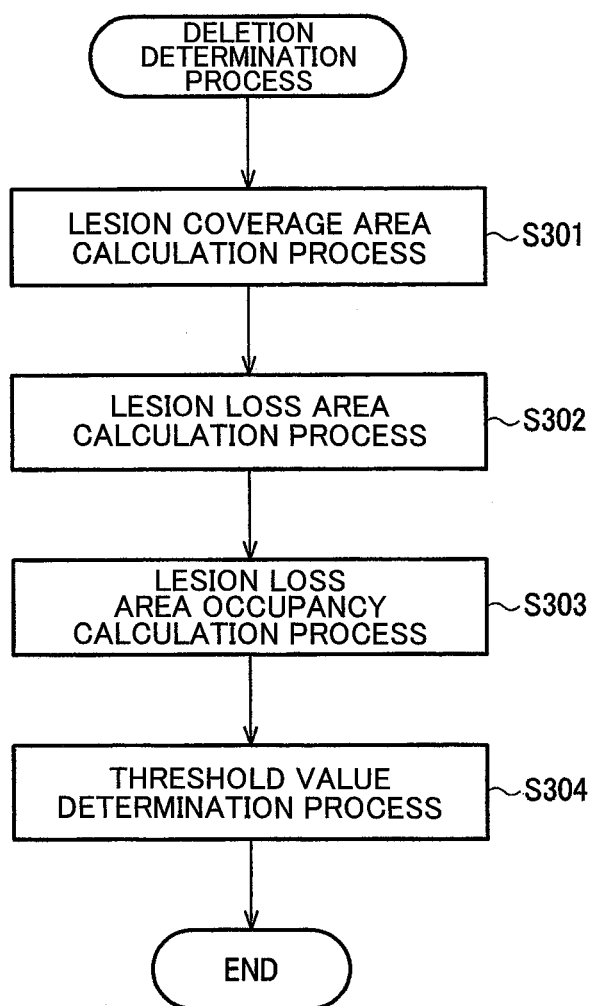 DELETION
DETERMINATION
PROCESS
LESION COVERAGE AREA
CALCULATION PROCESS
S301
LESION LOSS AREA
CALCULATION PROCESS
S302
LESION LOSS
AREA OCCUPANCY
CALCULATION PROCESS
S303
THRESHOLD VALUE
DETERMINATION PROCESS
S304
END